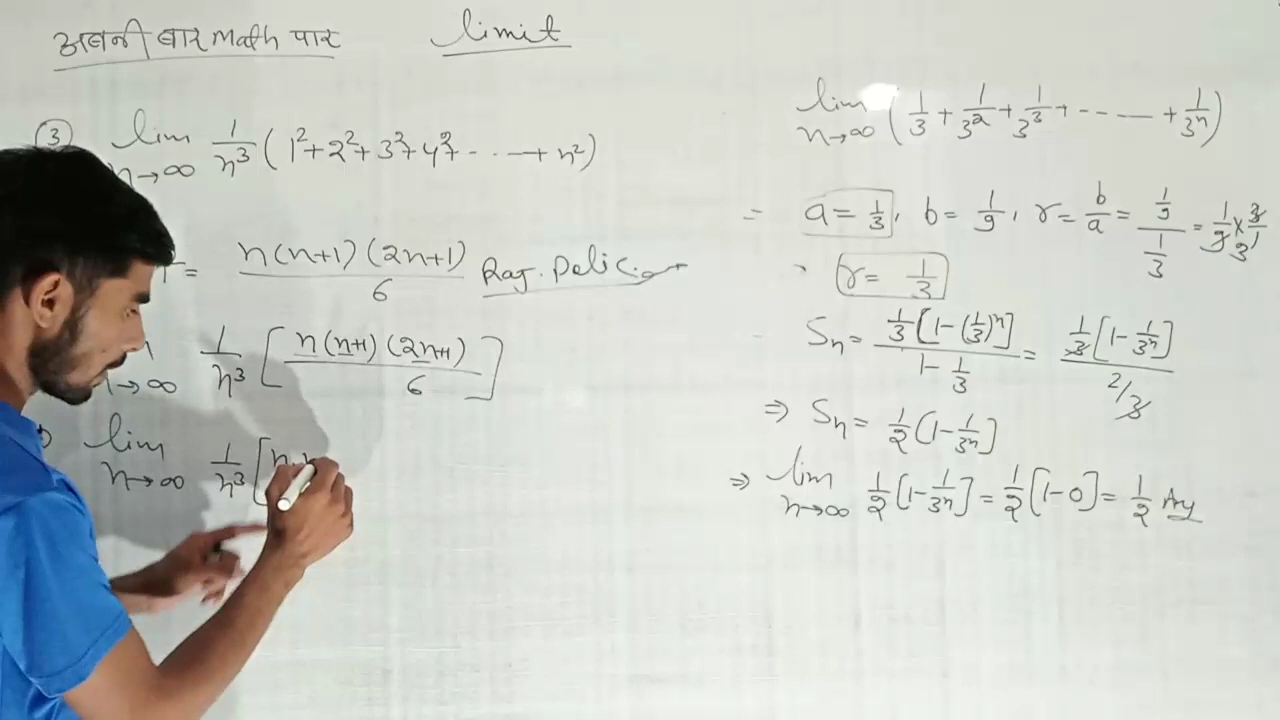 अबकी बार Math पार
limit
③ lim n→∞ 1/n³ (1²+2²+3²+4²+-----+n²)
= n(n+1)(2n+1)/6
→∞ 1/n³ [n(n+1)(2n+1)/6]
lim n→∞ 1/n³ [n.
lim n→∞ (1/3 + 1/3² + 1/3³ + ----- + 1/3ⁿ)
= a = 1/3, b = 1/9, r = b/a = (1/9)/(1/3) = 1/9 × 3/1
r = 1/3
Sₙ = 1/3[1-(1/3)ⁿ]/(1-1/3) = 1/3[1-1/3ⁿ]/(2/3)
⇒ Sₙ = 1/2(1-1/3ⁿ]
⇒ lim n→∞ 1/2[1-1/3ⁿ] = 1/2[1-0] = 1/2 Ans